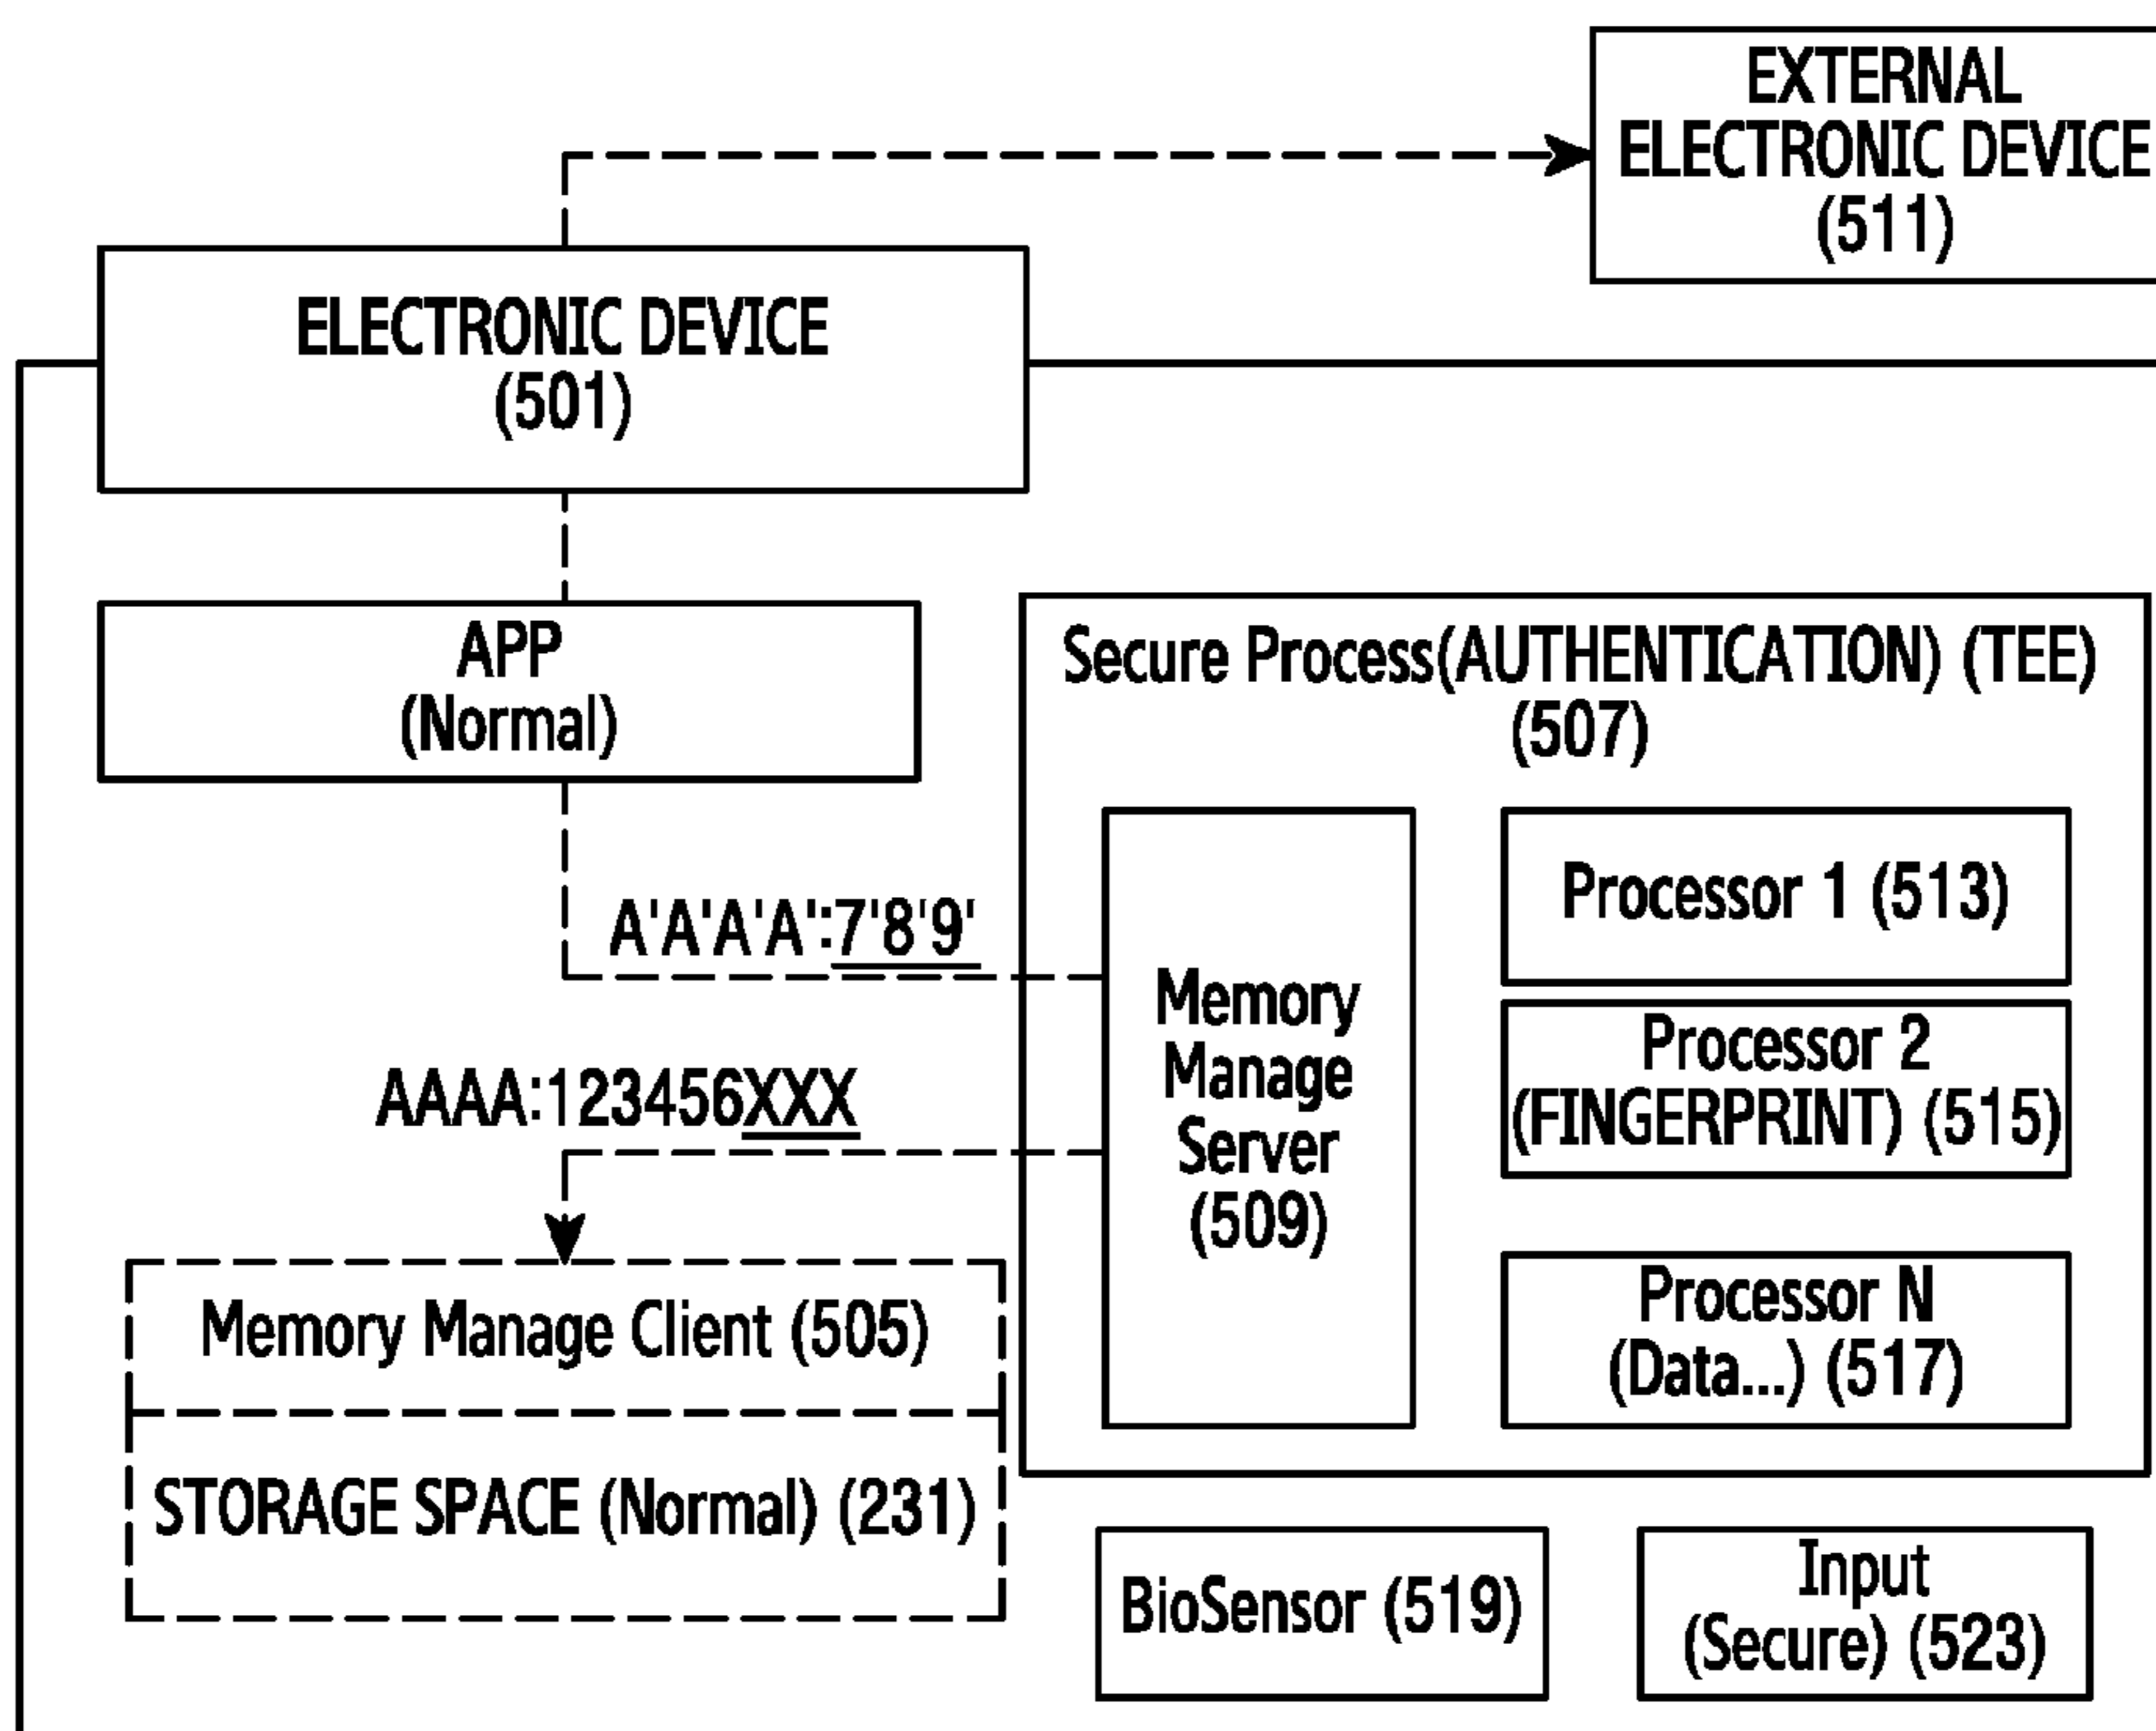 EXTERNAL
ELECTRONIC DEVICE
(511)
ELECTRONIC DEVICE
(501)
APP
(Normal)
Secure Process(AUTHENTICATION) (TEE)
(507)
A'A'A'A':7'8'9'
AAAA:123456XXX
Memory
Manage
Server
(509)
Processor 1 (513)
Processor 2
(FINGERPRINT) (515)
Processor N
(Data...) (517)
Memory Manage Client (505)
STORAGE SPACE (Normal) (231)
BioSensor (519)
Input
(Secure) (523)